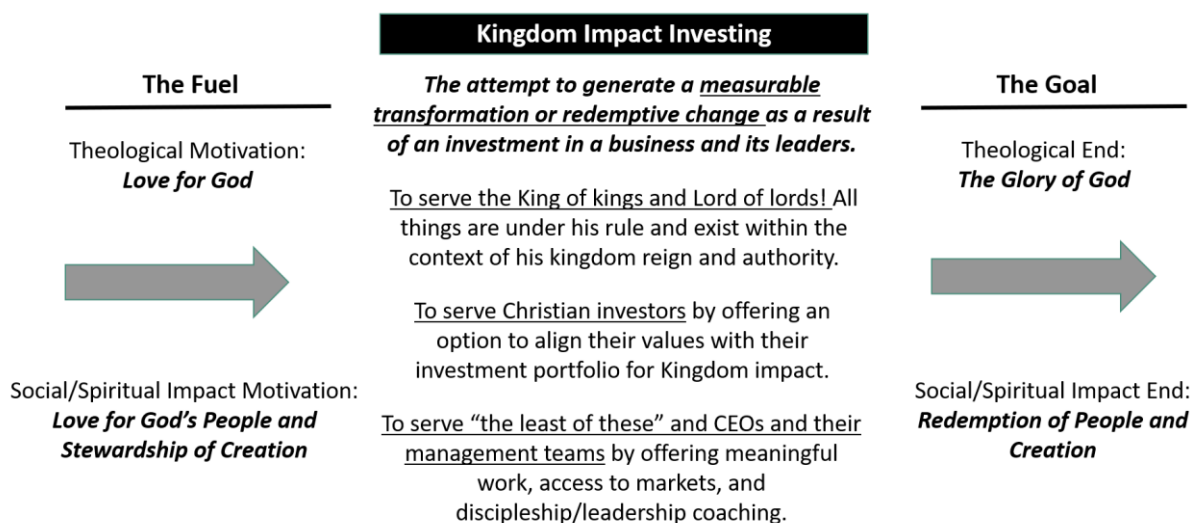 Kingdom Impact Investing
The Fuel
Theological Motivation:
Love for God
Social/Spiritual Impact Motivation:
Love for God’s People and
Stewardship of Creation
The attempt to generate a measurable
transformation or redemptive change as a result
of an investment in a business and its leaders.
To serve the King of kings and Lord of lords! All
things are under his rule and exist within the
context of his kingdom reign and authority.
To serve Christian investors by offering an
option to align their values with their
investment portfolio for Kingdom impact.
To serve “the least of these” and CEOs and their
management teams by offering meaningful
work, access to markets, and
discipleship/leadership coaching.
The Goal
Theological End:
The Glory of God
Social/Spiritual Impact End:
Redemption of People and
Creation